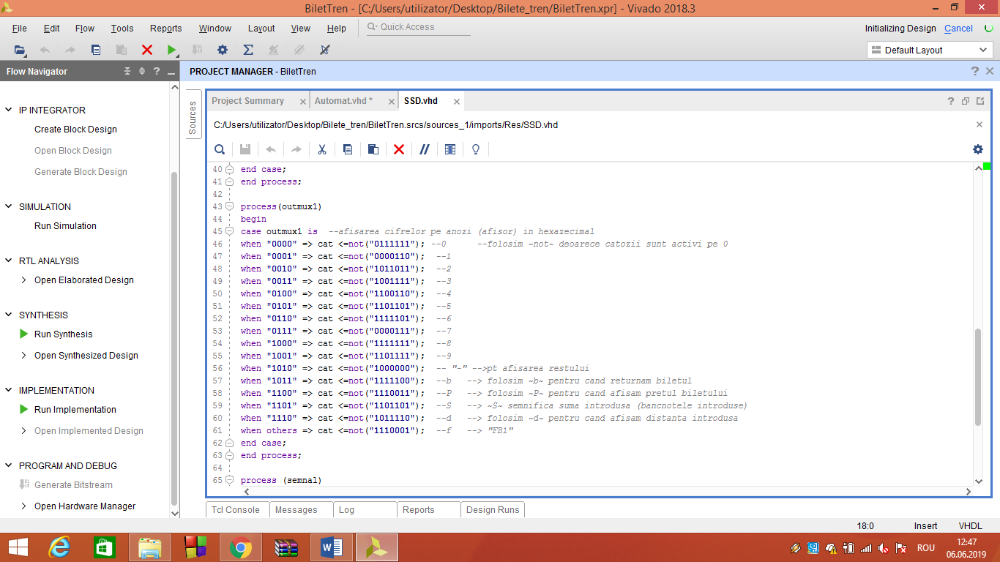 BiletTren - [C:/Users/utilizator/Desktop/Bilete_tren/BiletTren.xpr] - Vivado 2018.3
File Edit Flow Tools Reports Window Layout View Help Quick Access Initializing Design Cancel
Default Layout
Flow Navigator
PROJECT MANAGER - BiletTren
IP INTEGRATOR
Create Block Design
Open Block Design
Generate Block Design
SIMULATION
Run Simulation
RTL ANALYSIS
Open Elaborated Design
SYNTHESIS
Run Synthesis
Open Synthesized Design
IMPLEMENTATION
Run Implementation
Open Implemented Design
PROGRAM AND DEBUG
Generate Bitstream
Open Hardware Manager
Sources
Project Summary Automat.vhd * SSD.vhd
C:/Users/utilizator/Desktop/Bilete_tren/BiletTren.srcs/sources_1/imports/Res/SSD.vhd
40 end case;
41 end process;
42
43 process(outmux1)
44 begin
45 case outmux1 is --afisarea cifrelor pe anozi (afisor) in hexazecimal
46 when "0000" => cat <=not("0111111"); --0 --folosim ~not~ deoarece catozii sunt activi pe 0
47 when "0001" => cat <=not("0000110"); --1
48 when "0010" => cat <=not("1011011"); --2
49 when "0011" => cat <=not("1001111"); --3
50 when "0100" => cat <=not("1100110"); --4
51 when "0101" => cat <=not("1101101"); --5
52 when "0110" => cat <=not("1111101"); --6
53 when "0111" => cat <=not("0000111"); --7
54 when "1000" => cat <=not("1111111"); --8
55 when "1001" => cat <=not("1101111"); --9
56 when "1010" => cat <=not("1000000"); -- "-" -->pt afisarea restului
57 when "1011" => cat <=not("1111100"); --b --> folosim ~b~ pentru cand returnam biletul
58 when "1100" => cat <=not("1110011"); --P --> folosim ~P~ pentru cand afisam pretul biletului
59 when "1101" => cat <=not("1101101"); --S --> ~S~ semnifica suma introdusa (bancnotele introduse)
60 when "1110" => cat <=not("1011110"); --d --> folosim ~d~ pentru cand afisam distanta introdusa
61 when others => cat <=not("1110001"); --f --> "FB1"
62 end case;
63 end process;
64
65 process (semnal)
Tcl Console Messages Log Reports Design Runs
18:0 Insert VHDL
ROU
12:47
06.06.2019